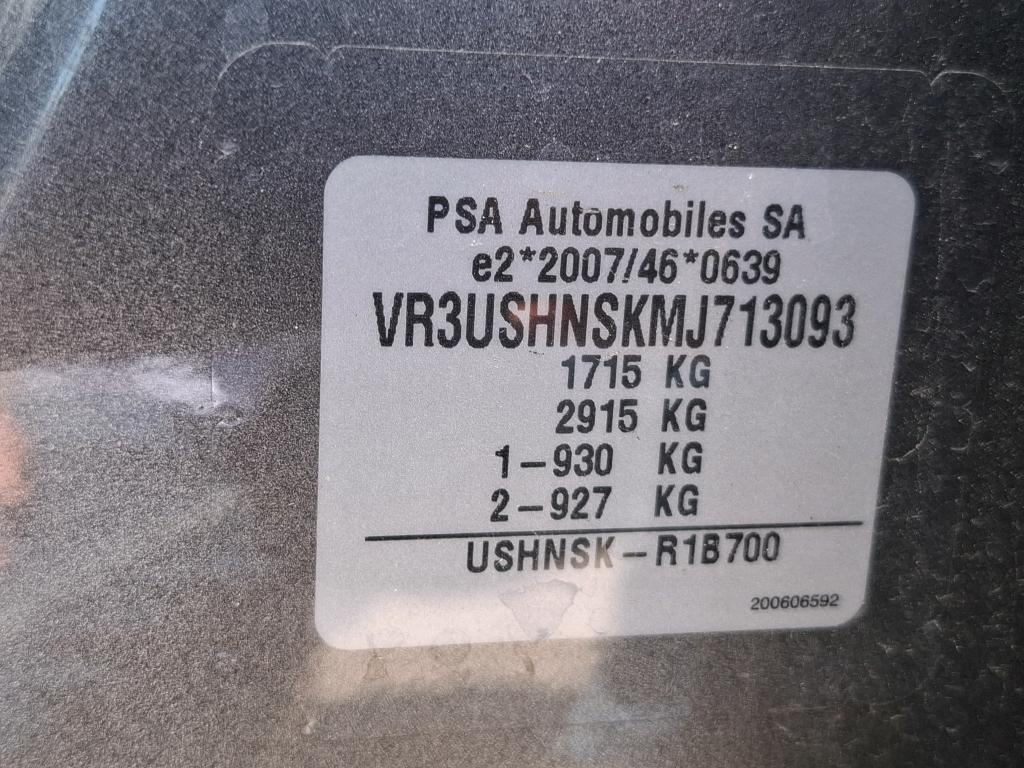 PSA Automobiles SA
e2*2007/46*0639
VR3USHNSKMJ713093
1715 KG
2915 KG
1-930 KG
2-927 KG
USHNSK-R1B700
200606592